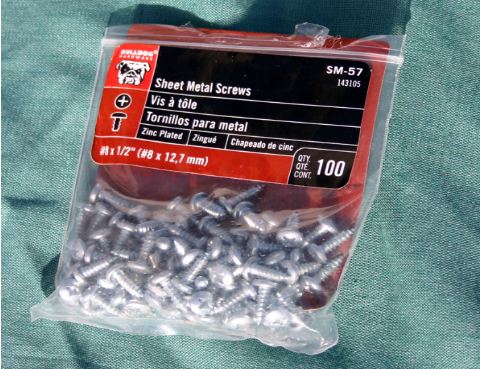 BULLDOG
HARDWARE
SM-57
143105
Sheet Metal Screws
Vis à tôle
Tornillos para metal
Zinc Plated Zingué Chapeado de cinc
#8 x 1/2" (#8 x 12,7 mm)
QTY.
QTÉ
CONT.
100